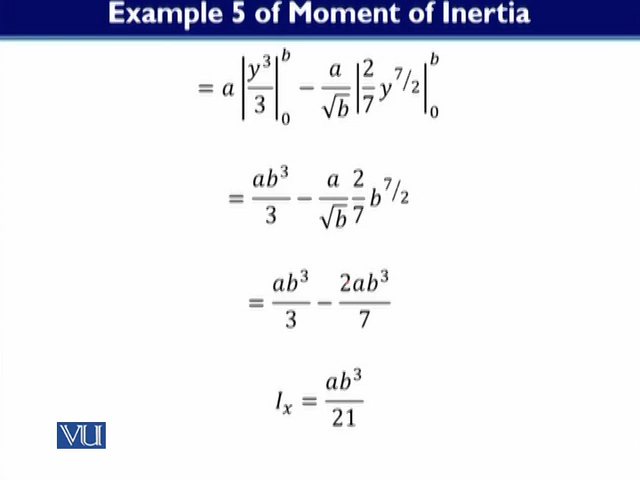 Example 5 of Moment of Inertia
= a |y³/3|₀ᵇ − a/√b |2/7 y^7/2|₀ᵇ
= ab³/3 − a/√b 2/7 b^7/2
= ab³/3 − 2ab³/7
Iₓ = ab³/21
VU